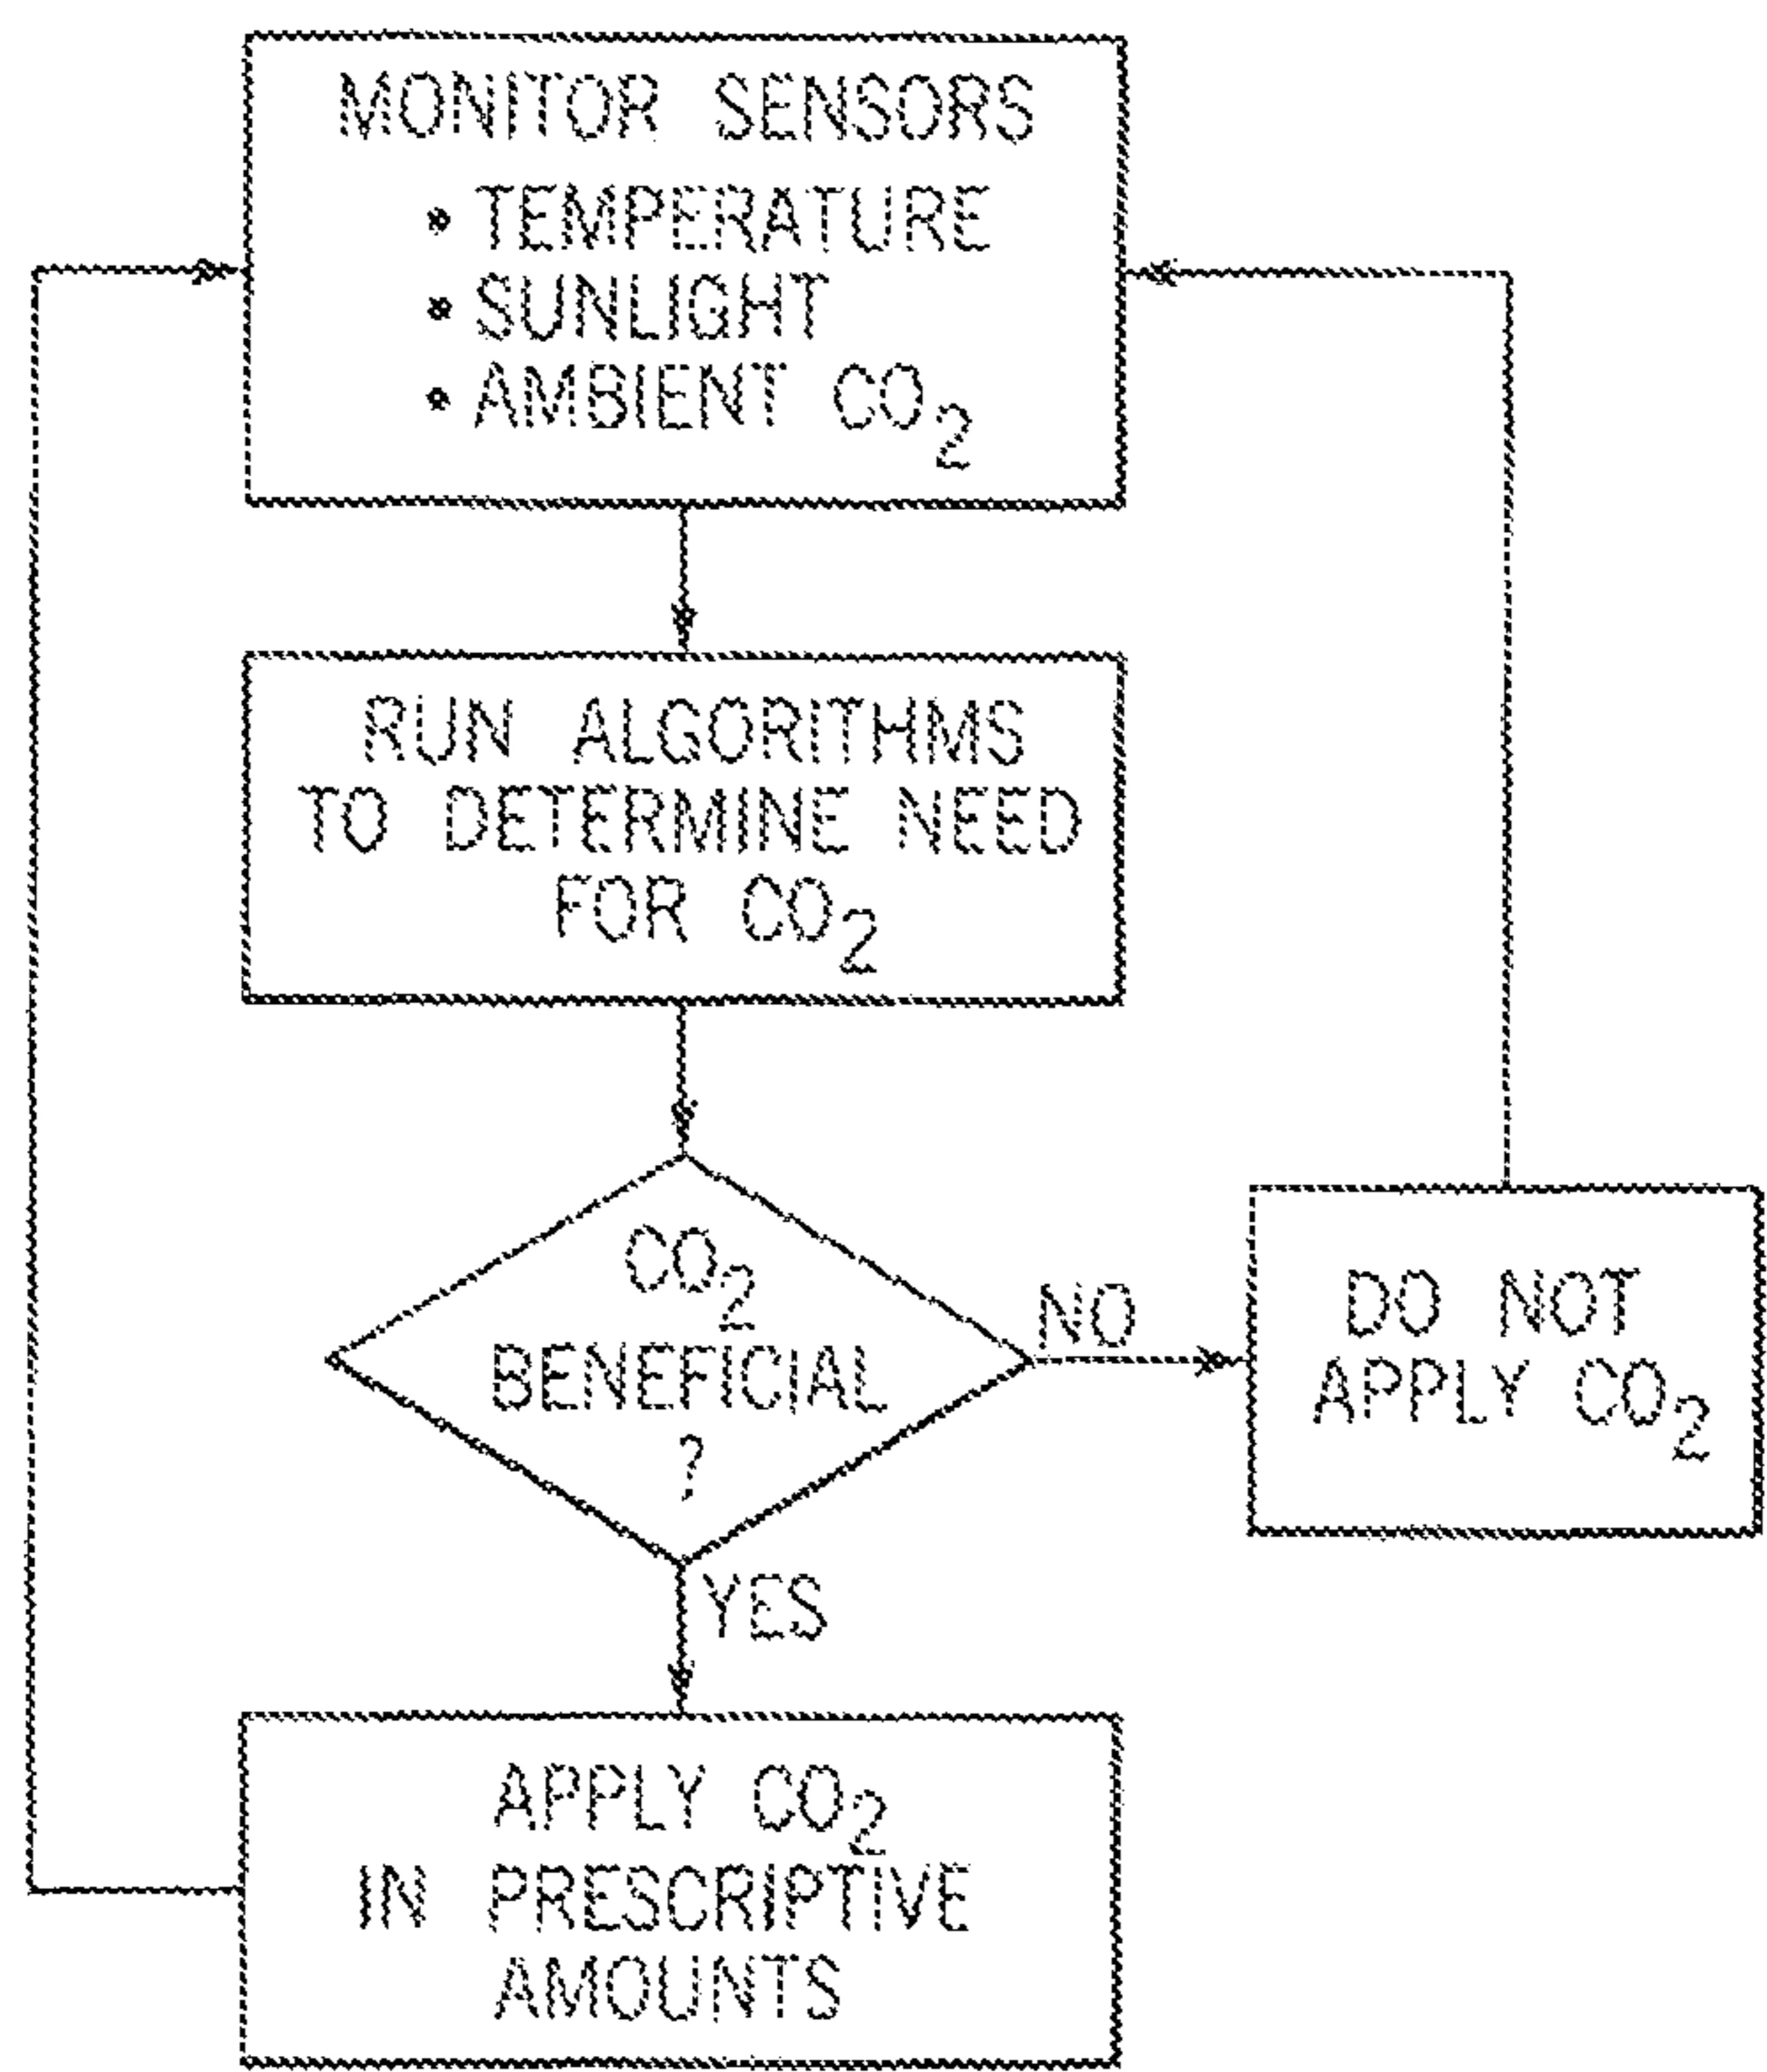 MONITOR SENSORS
• TEMPERATURE
• SUNLIGHT
• AMBIENT CO₂
RUN ALGORITHMS
TO DETERMINE NEED
FOR CO₂
CO₂
BENEFICIAL
?
NO
DO NOT
APPLY CO₂
YES
APPLY CO₂
IN PRESCRIPTIVE
AMOUNTS